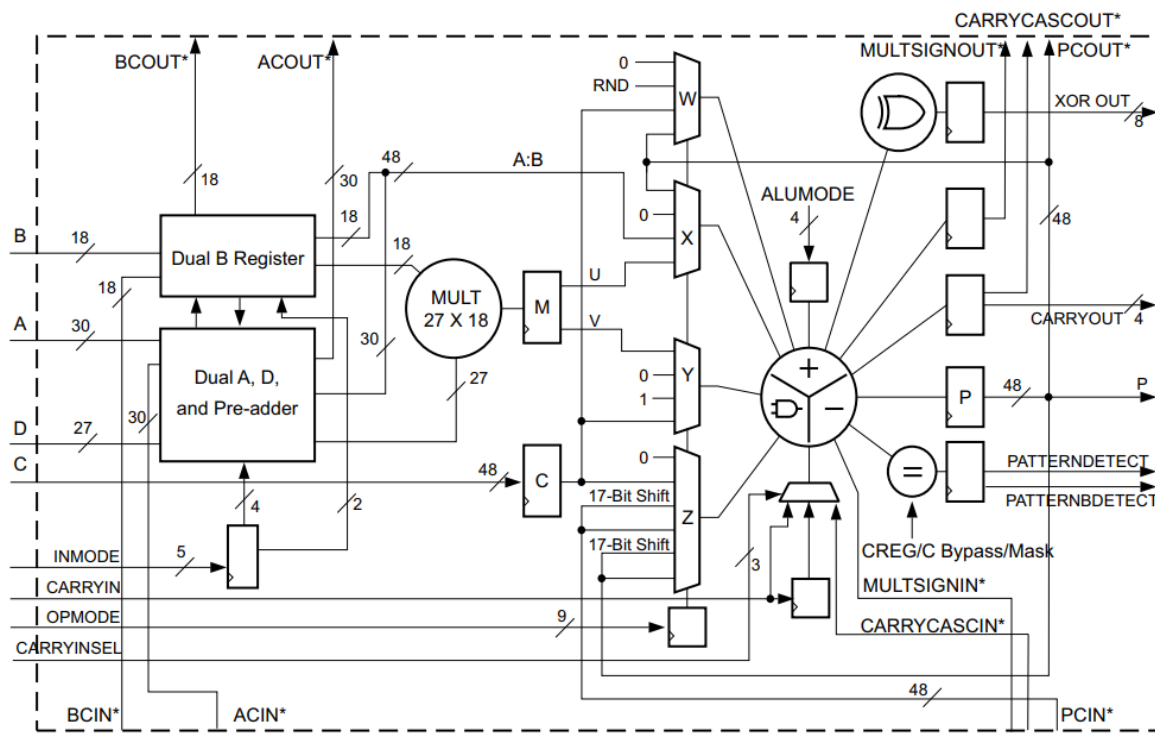 CARRYCASCOUT*
BCOUT*
ACOUT*
MULTSIGNOUT*
PCOUT*
0
RND
W
XOR OUT
8
18
30
48
A:B
ALUMODE
4
48
18
0
X
B
18
Dual B Register
18
18
MULT
27 X 18
M
U
V
A
30
30
CARRYOUT
4
Dual A, D,
and Pre-adder
27
0
1
Y
+
−
P
48
P
D
27
30
C
48
C
0
17-Bit Shift
Z
17-Bit Shift
=
PATTERNDETECT
PATTERNBDETECT
4
2
3
CREG/C Bypass/Mask
INMODE
5
CARRYIN
MULTSIGNIN*
OPMODE
9
CARRYCASCIN*
CARRYINSEL
48
BCIN*
ACIN*
PCIN*